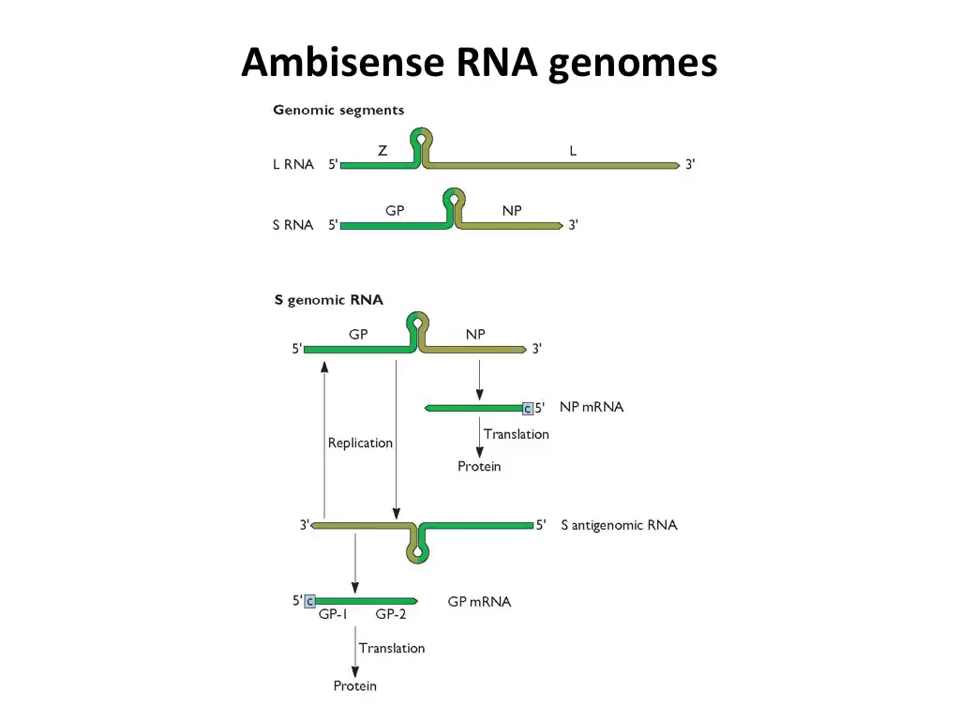 Ambisense RNA genomes
Genomic segments
Z L
L RNA 5' 3'
GP NP
S RNA 5' 3'
S genomic RNA
GP NP
5' 3'
c 5' NP mRNA
Translation
Replication
Protein
3' 5' S antigenomic RNA
5' c GP mRNA
GP-1 GP-2
Translation
Protein